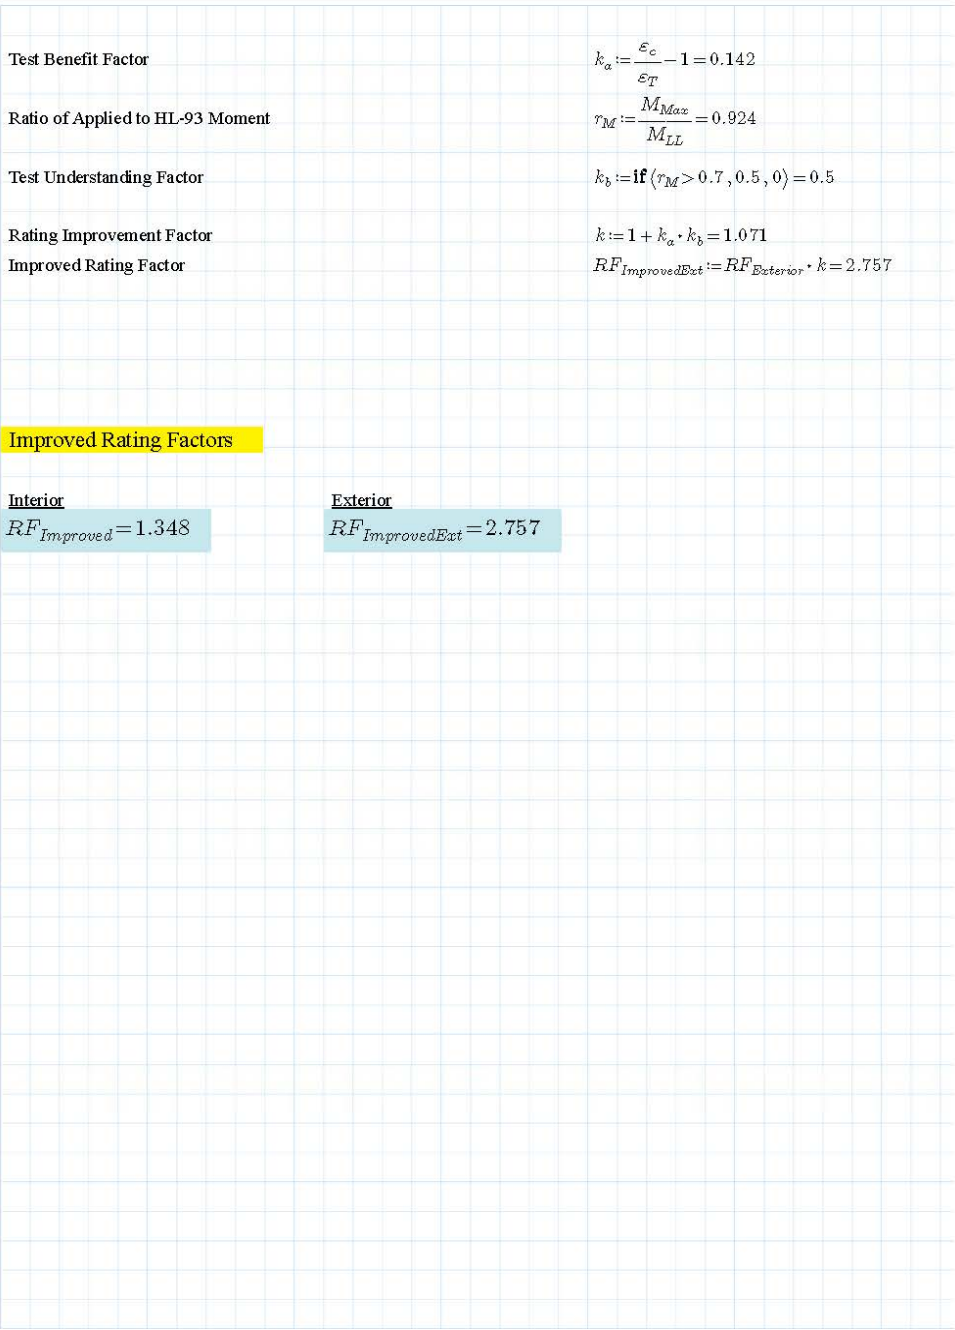 Test Benefit Factor k_a := ε_c / ε_T − 1 = 0.142
Ratio of Applied to HL-93 Moment r_M := M_Max / M_LL = 0.924
Test Understanding Factor k_b := if (r_M > 0.7 , 0.5 , 0) = 0.5
Rating Improvement Factor k := 1 + k_a · k_b = 1.071
Improved Rating Factor RF_ImprovedExt := RF_Exterior · k = 2.757
Improved Rating Factors
Interior Exterior
RF_Improved = 1.348 RF_ImprovedExt = 2.757